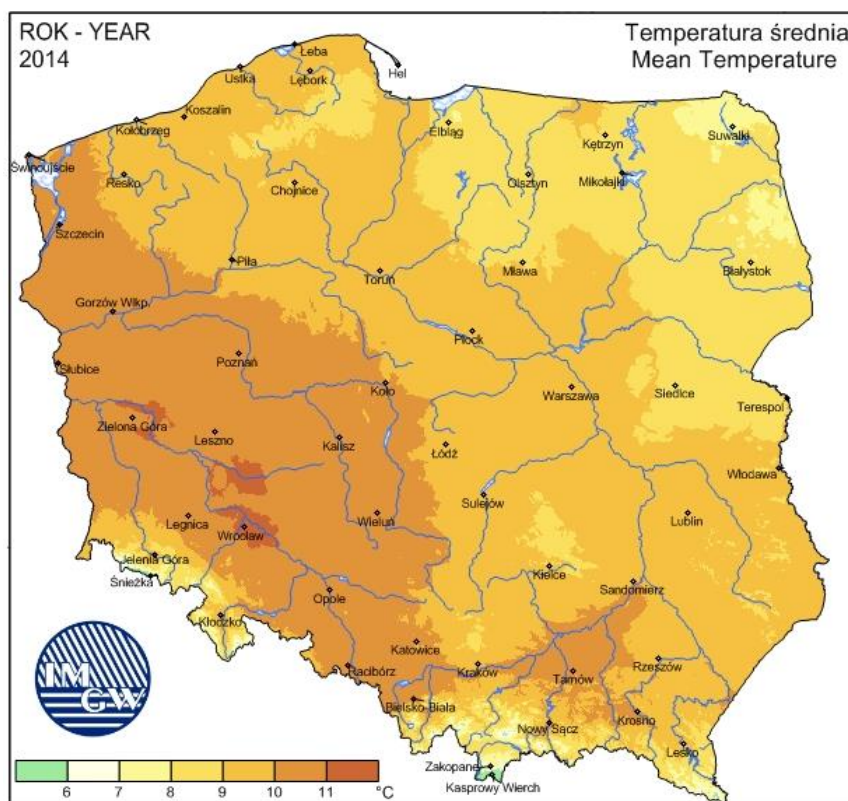 ROK - YEAR
2014
Temperatura średnia
Mean Temperature
Łeba
Ustka
Lębork
Hel
Koszalin
Kołobrzeg
Elbląg
Suwałki
Kętrzyn
Świnoujście
Resko
Chojnice
Olsztyn
Mikołajki
Szczecin
Piła
Toruń
Mława
Białystok
Gorzów Wlkp.
Płock
Słubice
Poznań
Koło
Warszawa
Siedlce
Terespol
Zielona Góra
Leszno
Kalisz
Łódź
Włodawa
Sulejów
Legnica
Wrocław
Wieluń
Lublin
Jelenia Góra
Śnieżka
Kielce
Opole
Sandomierz
Kłodzko
Katowice
Racibórz
Kraków
Tarnów
Rzeszów
Bielsko-Biała
Nowy Sącz
Krosno
Lesko
Zakopane
Kasprowy Wierch
IM
GW
6 7 8 9 10 11 °C